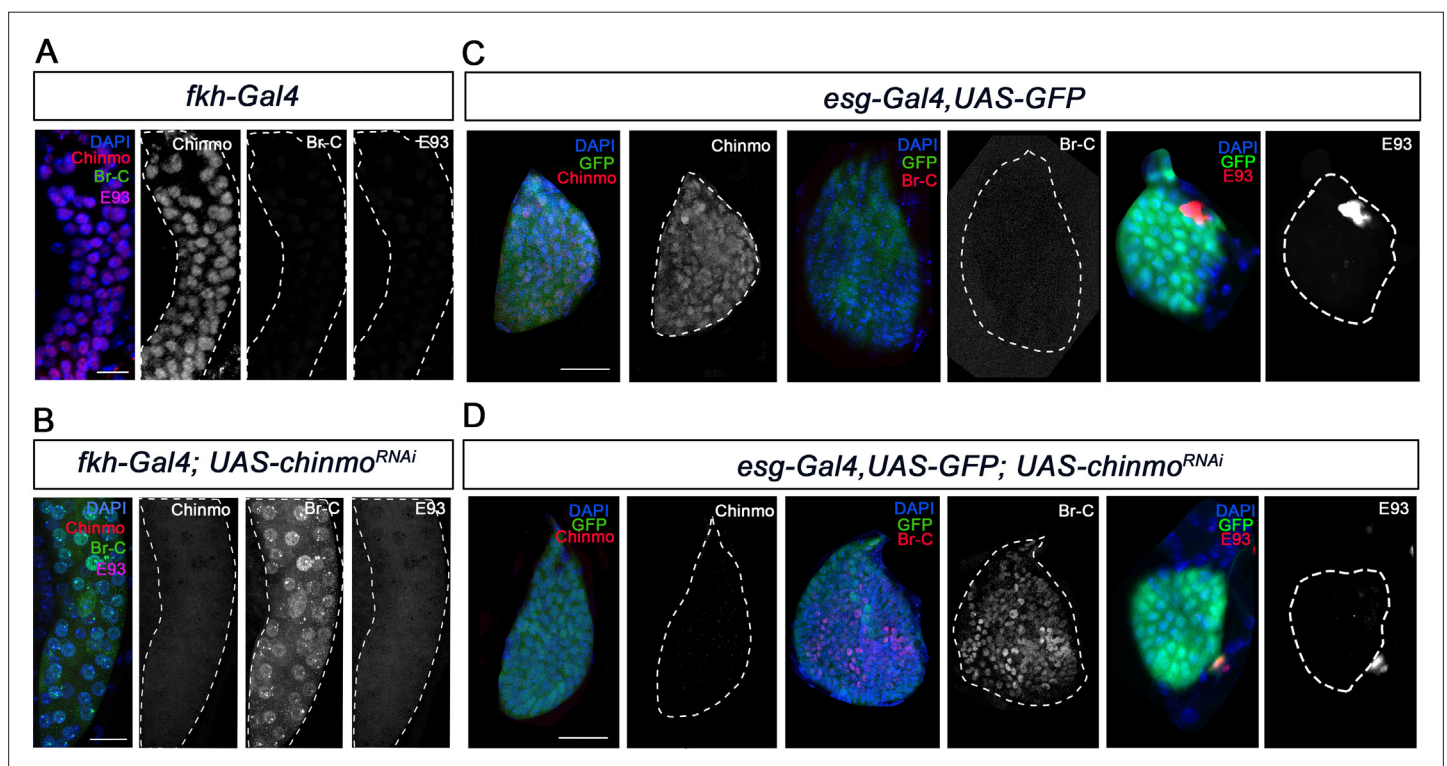 A
fkh-Gal4
DAPI
Chinmo
Br-C
E93
Chinmo
Br-C
E93
C
esg-Gal4,UAS-GFP
DAPI
GFP
Chinmo
Chinmo
DAPI
GFP
Br-C
Br-C
DAPI
GFP
E93
E93
B
fkh-Gal4; UAS-chinmoRNAi
DAPI
Chinmo
Br-C
E93
Chinmo
Br-C
E93
D
esg-Gal4,UAS-GFP; UAS-chinmoRNAi
DAPI
GFP
Chinmo
Chinmo
DAPI
GFP
Br-C
Br-C
DAPI
GFP
E93
E93